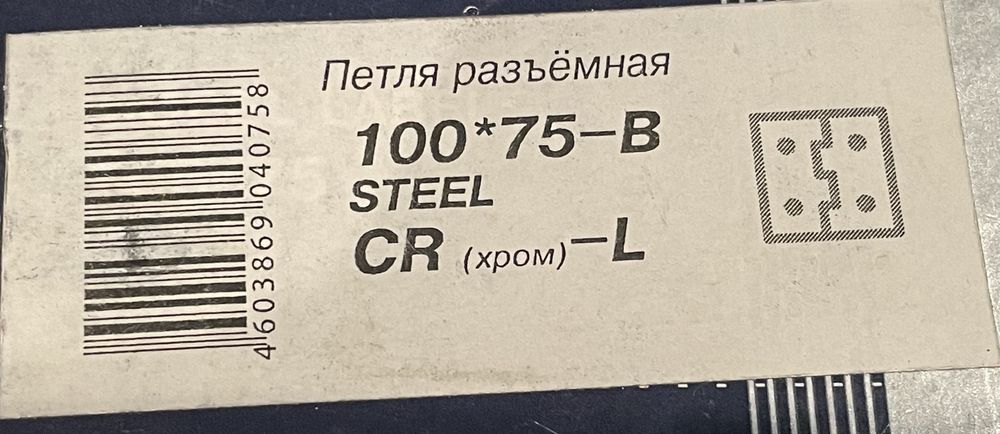 Петля разъёмная
100*75-B
STEEL
CR (хром)-L
4603869040758